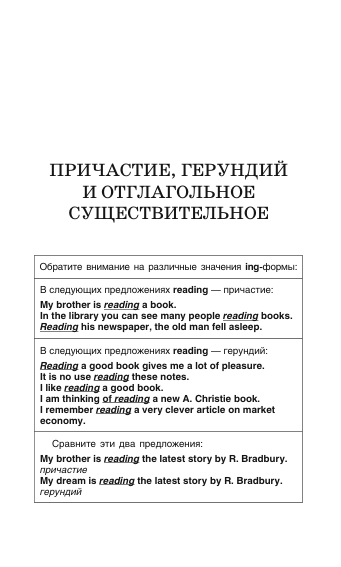 ПРИЧАСТИЕ, ГЕРУНДИЙ
И ОТГЛАГОЛЬНОЕ
СУЩЕСТВИТЕЛЬНОЕ
Обратите внимание на различные значения ing-формы:
В следующих предложениях reading — причастие:
My brother is reading a book.
In the library you can see many people reading books.
Reading his newspaper, the old man fell asleep.
В следующих предложениях reading — герундий:
Reading a good book gives me a lot of pleasure.
It is no use reading these notes.
I like reading a good book.
I am thinking of reading a new A. Christie book.
I remember reading a very clever article on market
economy.
Сравните эти два предложения:
My brother is reading the latest story by R. Bradbury.
причастие
My dream is reading the latest story by R. Bradbury.
герундий